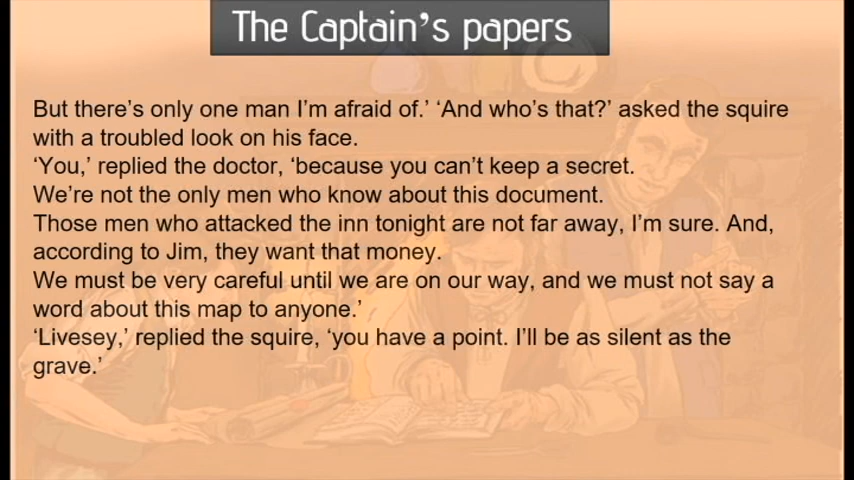 The Captain's papers
But there's only one man I'm afraid of.' 'And who's that?' asked the squire
with a troubled look on his face.
'You,' replied the doctor, 'because you can't keep a secret.
We're not the only men who know about this document.
Those men who attacked the inn tonight are not far away, I'm sure. And,
according to Jim, they want that money.
We must be very careful until we are on our way, and we must not say a
word about this map to anyone.'
'Livesey,' replied the squire, 'you have a point. I'll be as silent as the
grave.'